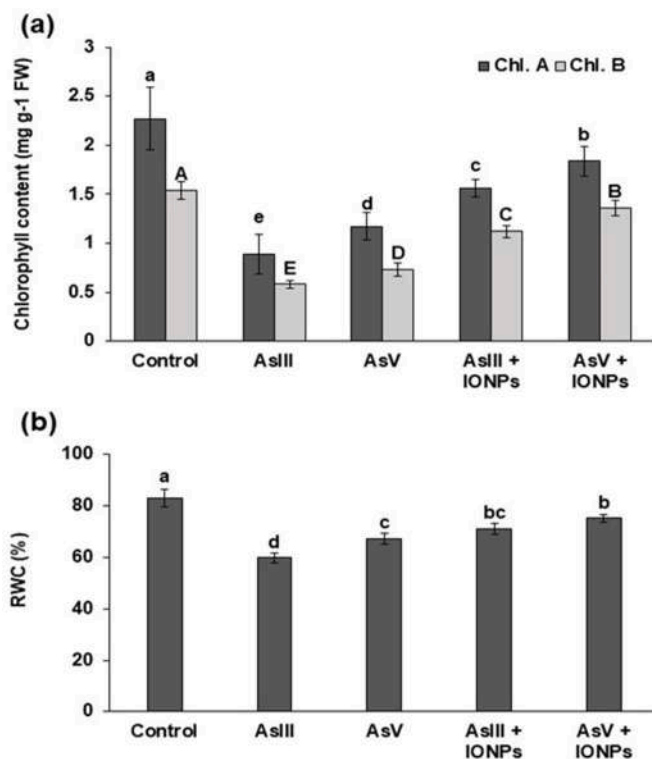 (a)
3
2.5
2
1.5
1
0.5
0
Chlorophyll content (mg g-1 FW)
Chl. A Chl. B
a
A
e
E
d
D
c
C
b
B
Control AsIII AsV AsIII + IONPs AsV + IONPs
(b)
100
80
60
40
20
0
RWC (%)
a
d
c
bc
b
Control AsIII AsV AsIII + IONPs AsV + IONPs